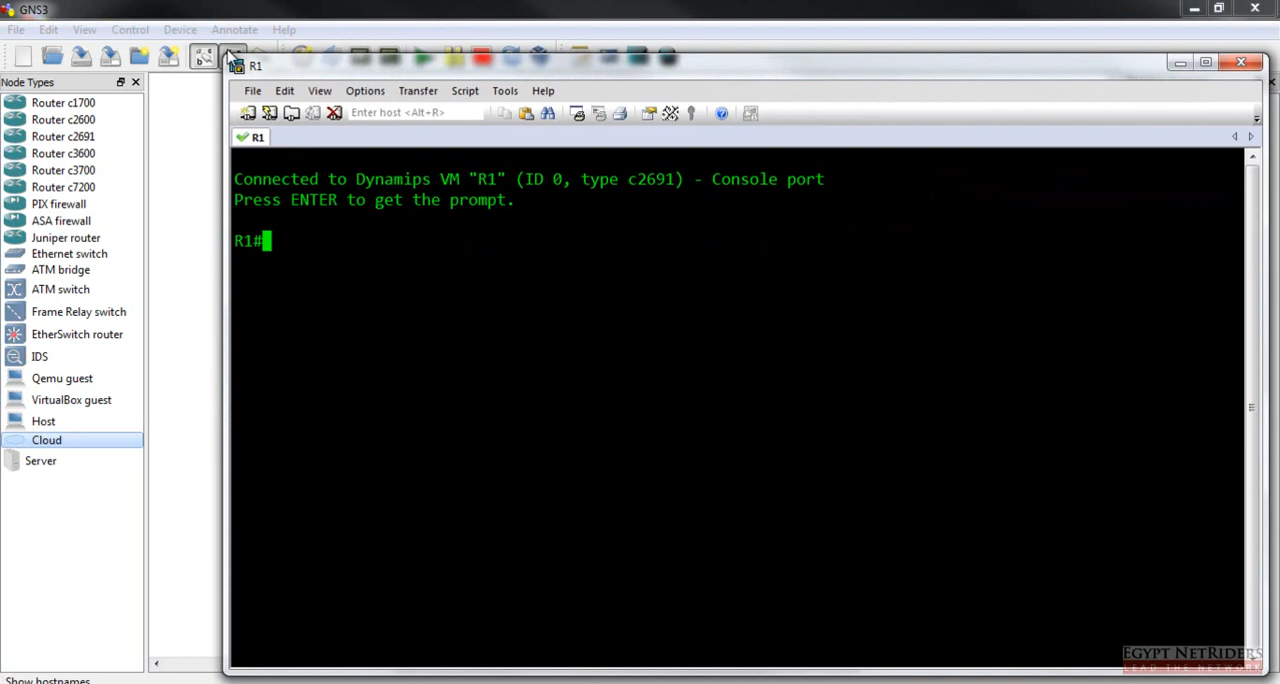 GNS3
File Edit View Control Device Annotate Help
Node Types
Router c1700
Router c2600
Router c2691
Router c3600
Router c3700
Router c7200
PIX firewall
ASA firewall
Juniper router
Ethernet switch
ATM bridge
ATM switch
Frame Relay switch
EtherSwitch router
IDS
Qemu guest
VirtualBox guest
Host
Cloud
Server
Show hostnames
R1
File Edit View Options Transfer Script Tools Help
Enter host <Alt+R>
R1
Connected to Dynamips VM "R1" (ID 0, type c2691) - Console port
Press ENTER to get the prompt.
R1#
EGYPT NETRIDERS
LEAD THE NETWORK